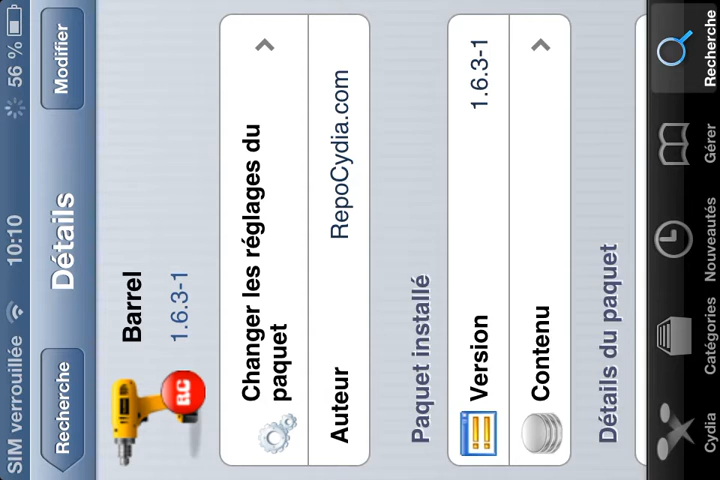 SIM verrouillée 10:10 56 %
Recherche Détails Modifier
Barrel
1.6.3-1
RC
Changer les réglages du
paquet
Auteur RepoCydia.com
Paquet installé
Version 1.6.3-1
Contenu
Détails du paquet
Cydia Catégories Nouveautés Gérer Recherche